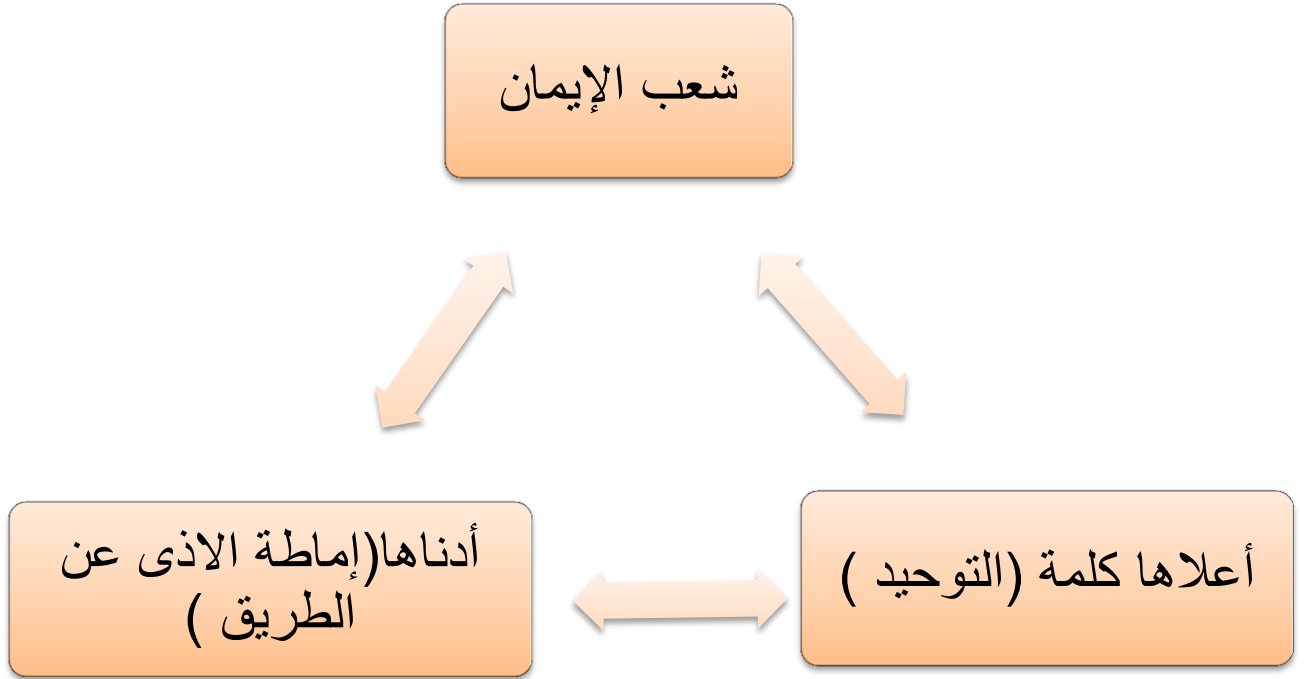 شعب الإيمان
أعلاها كلمة (التوحيد )
أدناها(إماطة الاذى عن
الطريق )